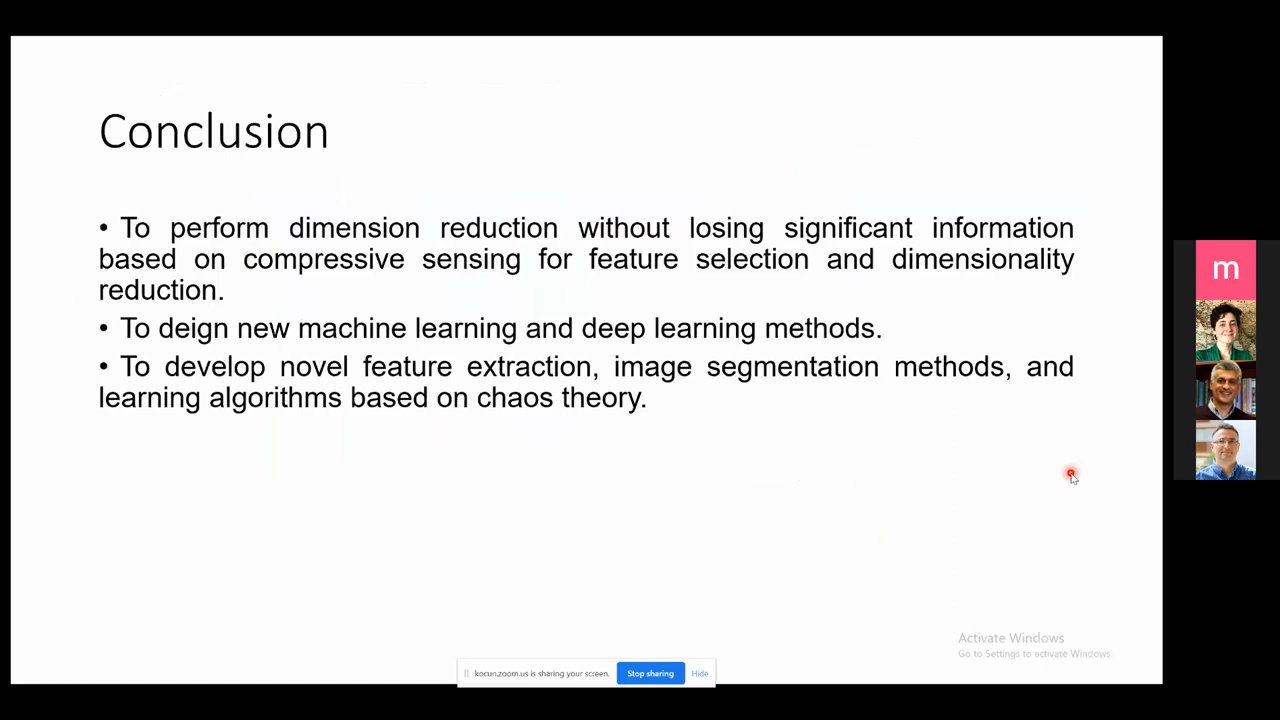 Conclusion
• To perform dimension reduction without losing significant information
based on compressive sensing for feature selection and dimensionality
reduction.
• To deign new machine learning and deep learning methods.
• To develop novel feature extraction, image segmentation methods, and
learning algorithms based on chaos theory.
m
Activate Windows
Go to Settings to activate Windows.
kocun.zoom.us is sharing your screen.
Stop sharing
Hide